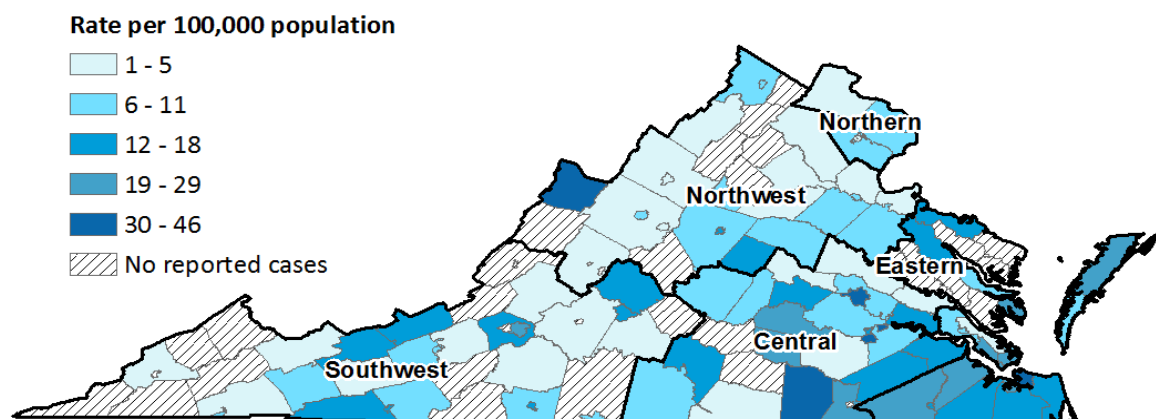 Rate per 100,000 population
1 - 5
6 - 11
12 - 18
19 - 29
30 - 46
No reported cases
Northern
Northwest
Eastern
Central
Southwest